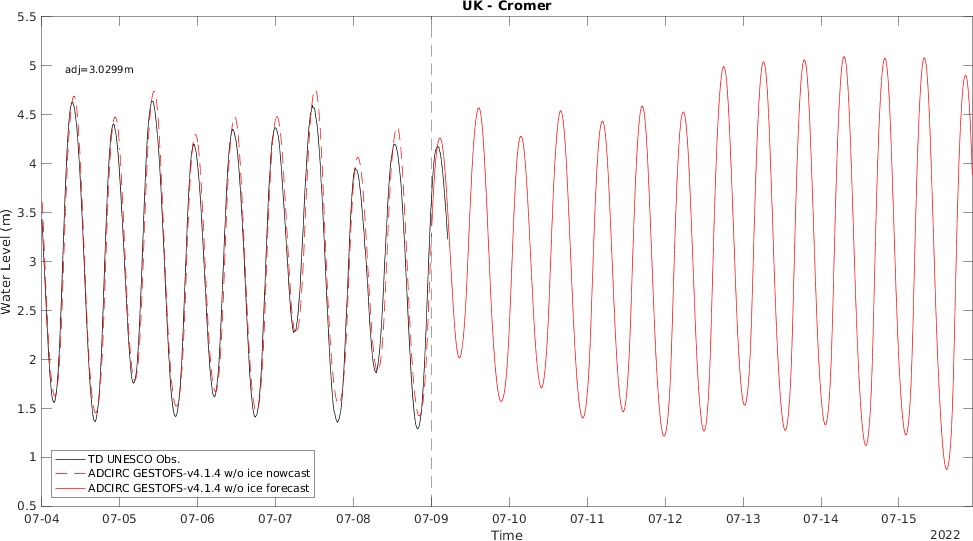 UK - Cromer
5.5
5
4.5
4
3.5
3
2.5
2
1.5
1
0.5
Water Level (m)
adj=3.0299m
TD UNESCO Obs.
ADCIRC GESTOFS-v4.1.4 w/o ice nowcast
ADCIRC GESTOFS-v4.1.4 w/o ice forecast
07-04 07-05 07-06 07-07 07-08 07-09 07-10 07-11 07-12 07-13 07-14 07-15
Time
2022